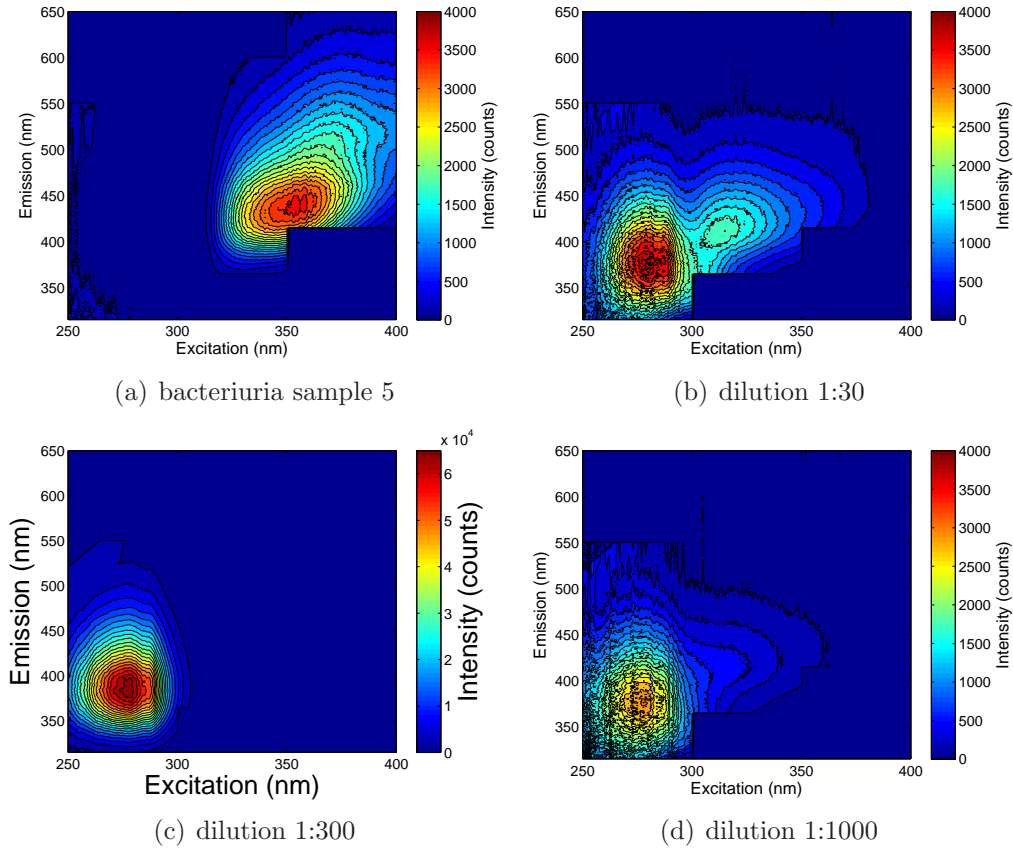 650
600
550
500
450
400
350
250 300 350 400
Emission (nm)
Excitation (nm)
4000
3500
3000
2500
2000
1500
1000
500
0
Intensity (counts)
(a) bacteriuria sample 5
650
600
550
500
450
400
350
250 300 350 400
Emission (nm)
Excitation (nm)
4000
3500
3000
2500
2000
1500
1000
500
0
Intensity (counts)
(b) dilution 1:30
650
600
550
500
450
400
350
250 300 350 400
Emission (nm)
Excitation (nm)
x 10^4
6
5
4
3
2
1
0
Intensity (counts)
(c) dilution 1:300
650
600
550
500
450
400
350
250 300 350 400
Emission (nm)
Excitation (nm)
4000
3500
3000
2500
2000
1500
1000
500
0
Intensity (counts)
(d) dilution 1:1000